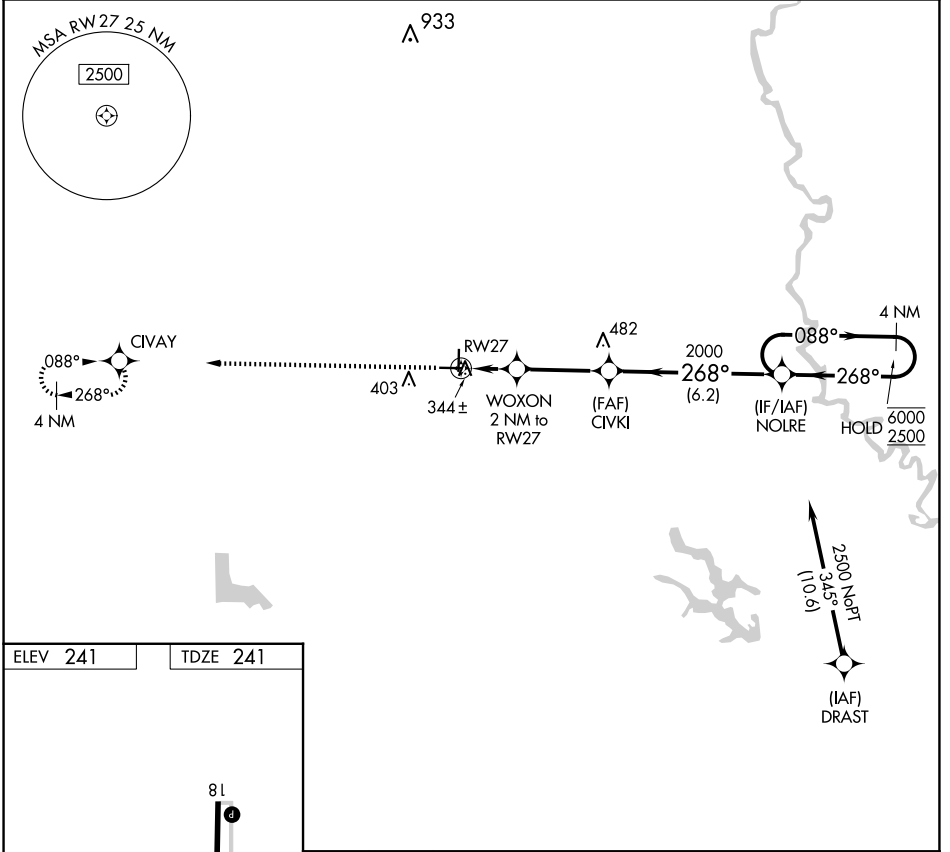 MSA RW27 25 NM
2500
933
CIVAY
088°
268°
4 NM
403
344 ±
RW27
WOXON
2 NM to
RW27
482
(FAF)
CIVKI
2000
268°
(6.2)
(IF/IAF)
NOLRE
088°
4 NM
268°
HOLD
6000
2500
2500 NoPT
345°
(10.6)
(IAF)
DRAST
ELEV 241
TDZE 241
18
P